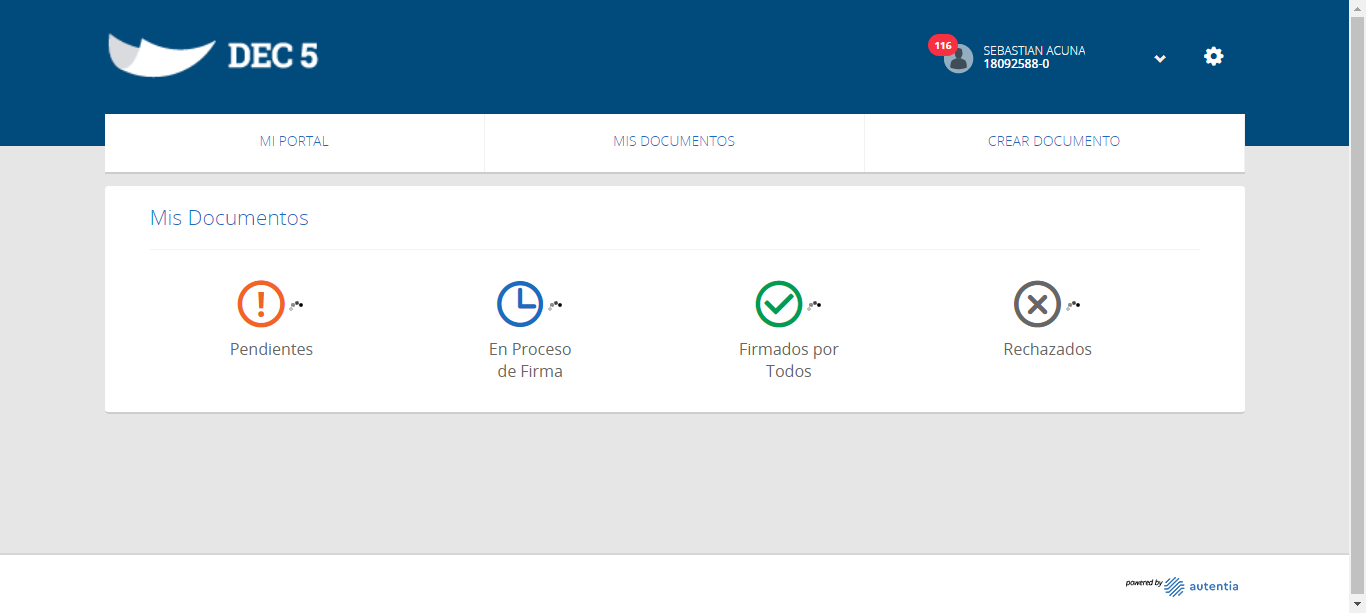 DEC 5
116
SEBASTIAN ACUNA
18092588-0
MI PORTAL
MIS DOCUMENTOS
CREAR DOCUMENTO
Mis Documentos
Pendientes
En Proceso
de Firma
Firmados por
Todos
Rechazados
powered by
autentia